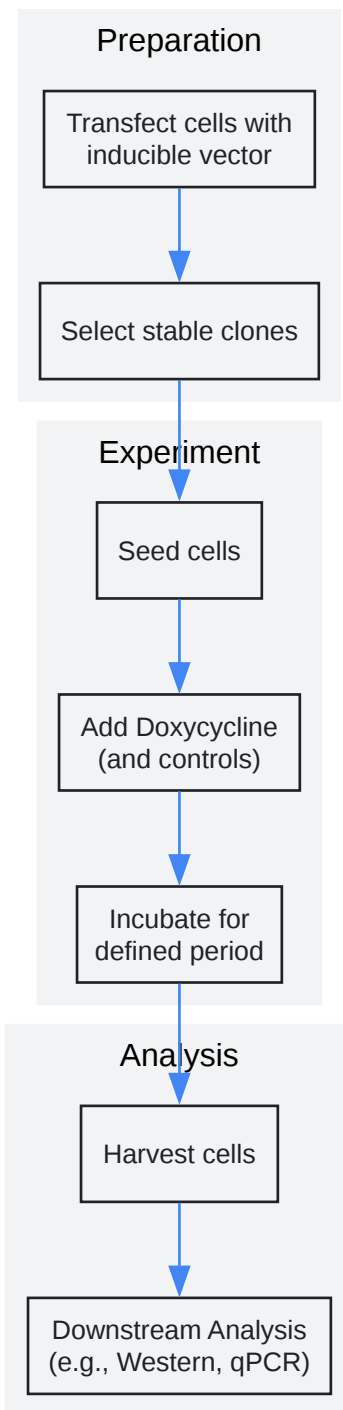 Preparation
Transfect cells with
inducible vector
Select stable clones
Experiment
Seed cells
Add Doxycycline
(and controls)
Incubate for
defined period
Analysis
Harvest cells
Downstream Analysis
(e.g., Western, qPCR)